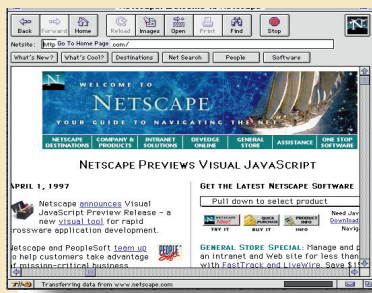 Back Forward Home Reload Images Open Print Find Stop
Netsite: http Go To Home Page .com/
What's New? What's Cool? Destinations Net Search People Software
WELCOME TO
NETSCAPE
YOUR GUIDE TO NAVIGATING THE NET
NETSCAPE DESTINATIONS COMPANY & PRODUCTS INTRANET SOLUTIONS DEVEDGE ONLINE GENERAL STORE ASSISTANCE ONE STOP SOFTWARE
NETSCAPE PREVIEWS VISUAL JAVASCRIPT
APRIL 1, 1997
Netscape announces Visual
JavaScript Preview Release – a
new visual tool for rapid
crossware application development.
Netscape and PeopleSoft team up
to help customers take advantage
of mission-critical business
PEOPLE
GET THE LATEST NETSCAPE SOFTWARE
Pull down to select product
TRY IT BUY IT INFO
QUICK PURCHASE PRODUCT INFO
Need Jav
Download
Navig
GENERAL STORE SPECIAL: Manage and p
an intranet and Web site for less than
with FastTrack and LiveWire. Save $15
Transferring data from www.netscape.com